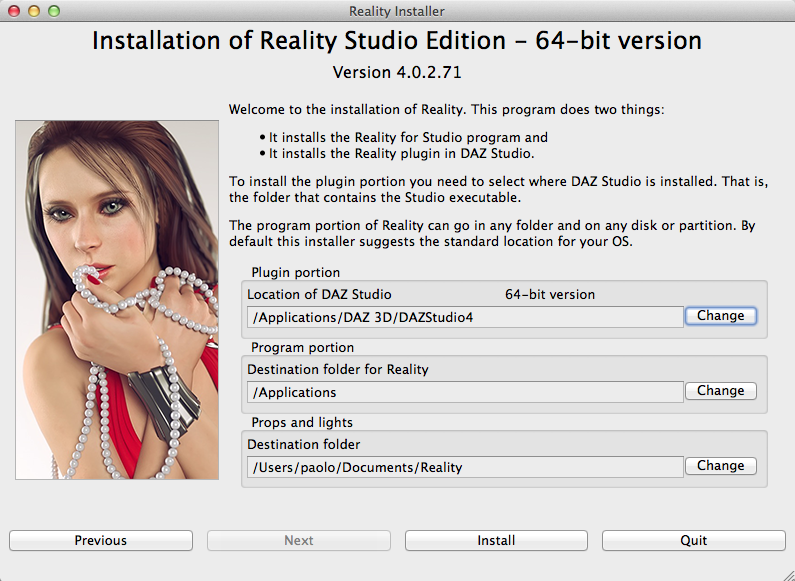 Reality Installer
Installation of Reality Studio Edition – 64-bit version
Version 4.0.2.71
Welcome to the installation of Reality. This program does two things:
• It installs the Reality for Studio program and
• It installs the Reality plugin in DAZ Studio.
To install the plugin portion you need to select where DAZ Studio is installed. That is,
the folder that contains the Studio executable.
The program portion of Reality can go in any folder and on any disk or partition. By
default this installer suggests the standard location for your OS.
Plugin portion
Location of DAZ Studio 64-bit version
/Applications/DAZ 3D/DAZStudio4 Change
Program portion
Destination folder for Reality
/Applications Change
Props and lights
Destination folder
/Users/paolo/Documents/Reality Change
Previous Next Install Quit